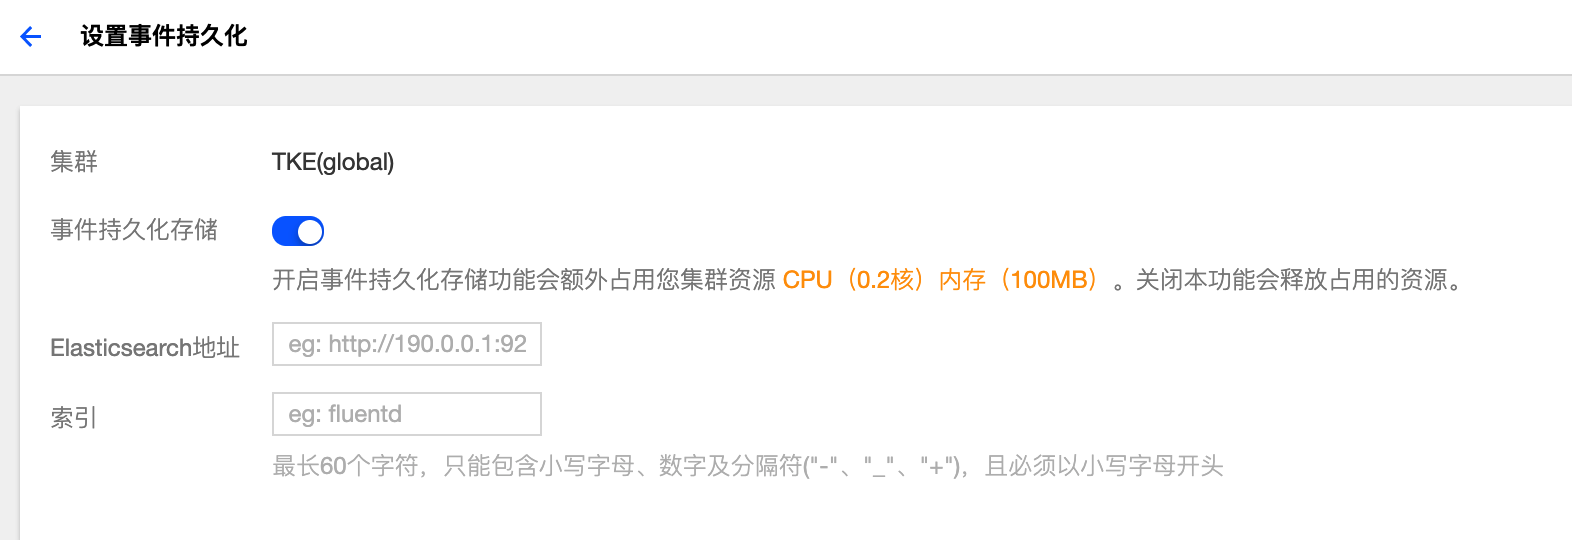 设置事件持久化
集群 TKE(global)
事件持久化存储
开启事件持久化存储功能会额外占用您集群资源 CPU（0.2核）内存（100MB）。关闭本功能会释放占用的资源。
Elasticsearch地址 eg: http://190.0.0.1:92
索引 eg: fluentd
最长60个字符，只能包含小写字母、数字及分隔符("-"、"_"、"+")，且必须以小写字母开头